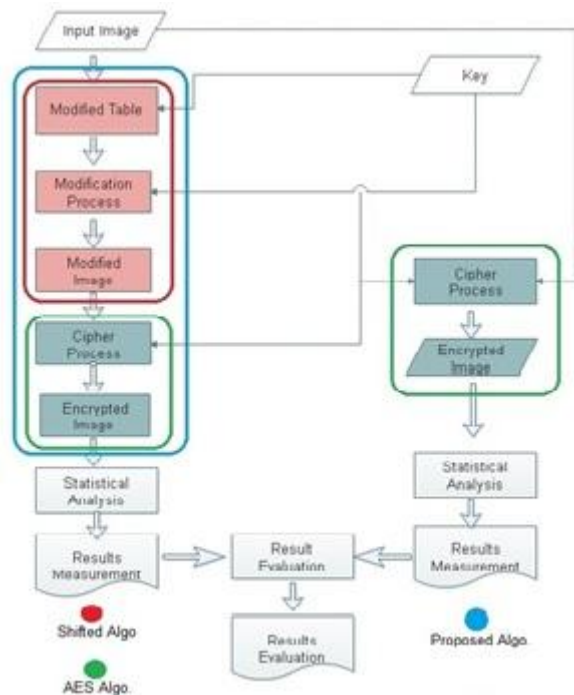 Input Image
Key
Modified Table
Modification
Process
Modified
Image
Cipher
Process
Encrypted
Image
Statistical
Analysis
Results
Measurement
Cipher
Process
Encrypted
Image
Statistical
Analysis
Results
Measurement
Result
Evaluation
Results
Evaluation
Shifted Algo
AES Algo.
Proposed Algo.